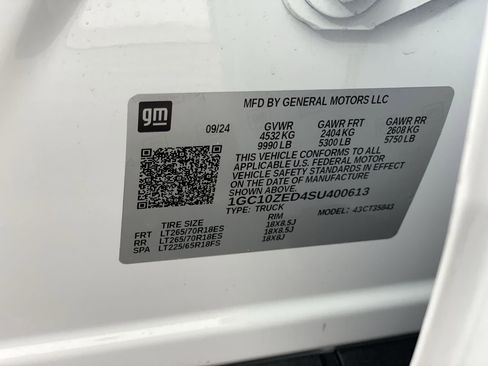 gm
MFD BY GENERAL MOTORS LLC
09/24 GVWR GAWR FRT GAWR RR
4532 KG 2404 KG 2608 KG
9990 LB 5300 LB 5750 LB
THIS VEHICLE CONFORMS TO ALL
APPLICABLE U.S. FEDERAL MOTOR
VEHICLE SAFETY STANDARDS IN EFFECT
ON THE DATE OF MANUFACTURE
SHOWN ABOVE.
1GC10ZED4SU400613
TYPE: TRUCK MODEL: 43CT35843
TIRE SIZE RIM
FRT LT265/70R18ES 18X8.5J
RR LT265/70R18ES 18X8.5J
SPA LT225/65R18FS 18X8J